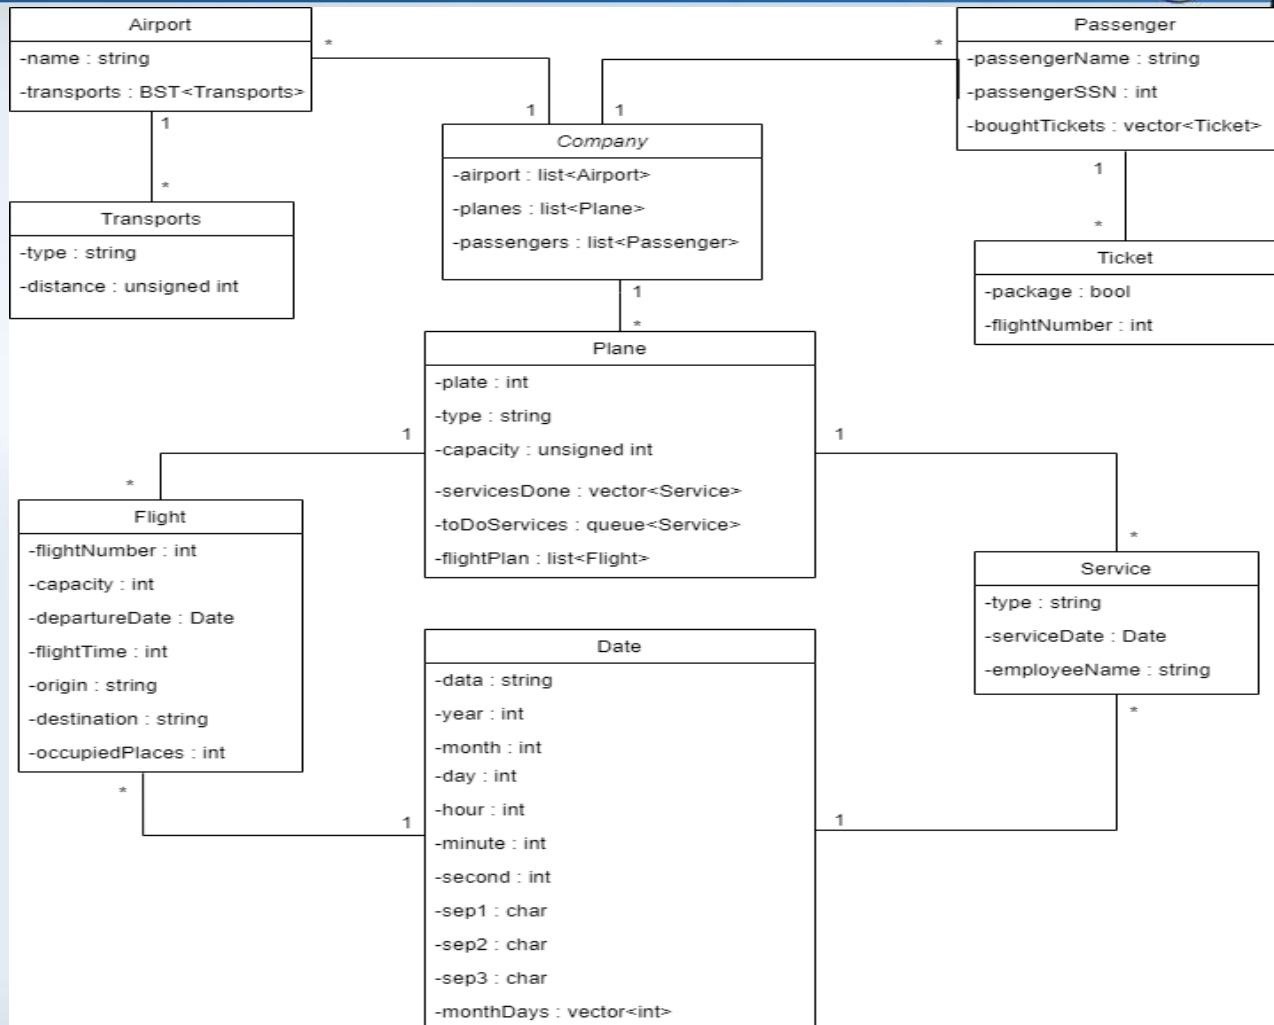 Airport
-name : string
-transports : BST<Transports>
*
1
1
*
Transports
-type : string
-distance : unsigned int
Company
-airport : list<Airport>
-planes : list<Plane>
-passengers : list<Passenger>
*
1
Passenger
-passengerName : string
-passengerSSN : int
-boughtTickets : vector<Ticket>
1
*
Ticket
-package : bool
-flightNumber : int
1
*
Plane
-plate : int
-type : string
-capacity : unsigned int
-servicesDone : vector<Service>
-toDoServices : queue<Service>
-flightPlan : list<Flight>
1
*
Flight
-flightNumber : int
-capacity : int
-departureDate : Date
-flightTime : int
-origin : string
-destination : string
-occupiedPlaces : int
*
1
1
*
Service
-type : string
-serviceDate : Date
-employeeName : string
*
1
Date
-data : string
-year : int
-month : int
-day : int
-hour : int
-minute : int
-second : int
-sep1 : char
-sep2 : char
-sep3 : char
-monthDays : vector<int>